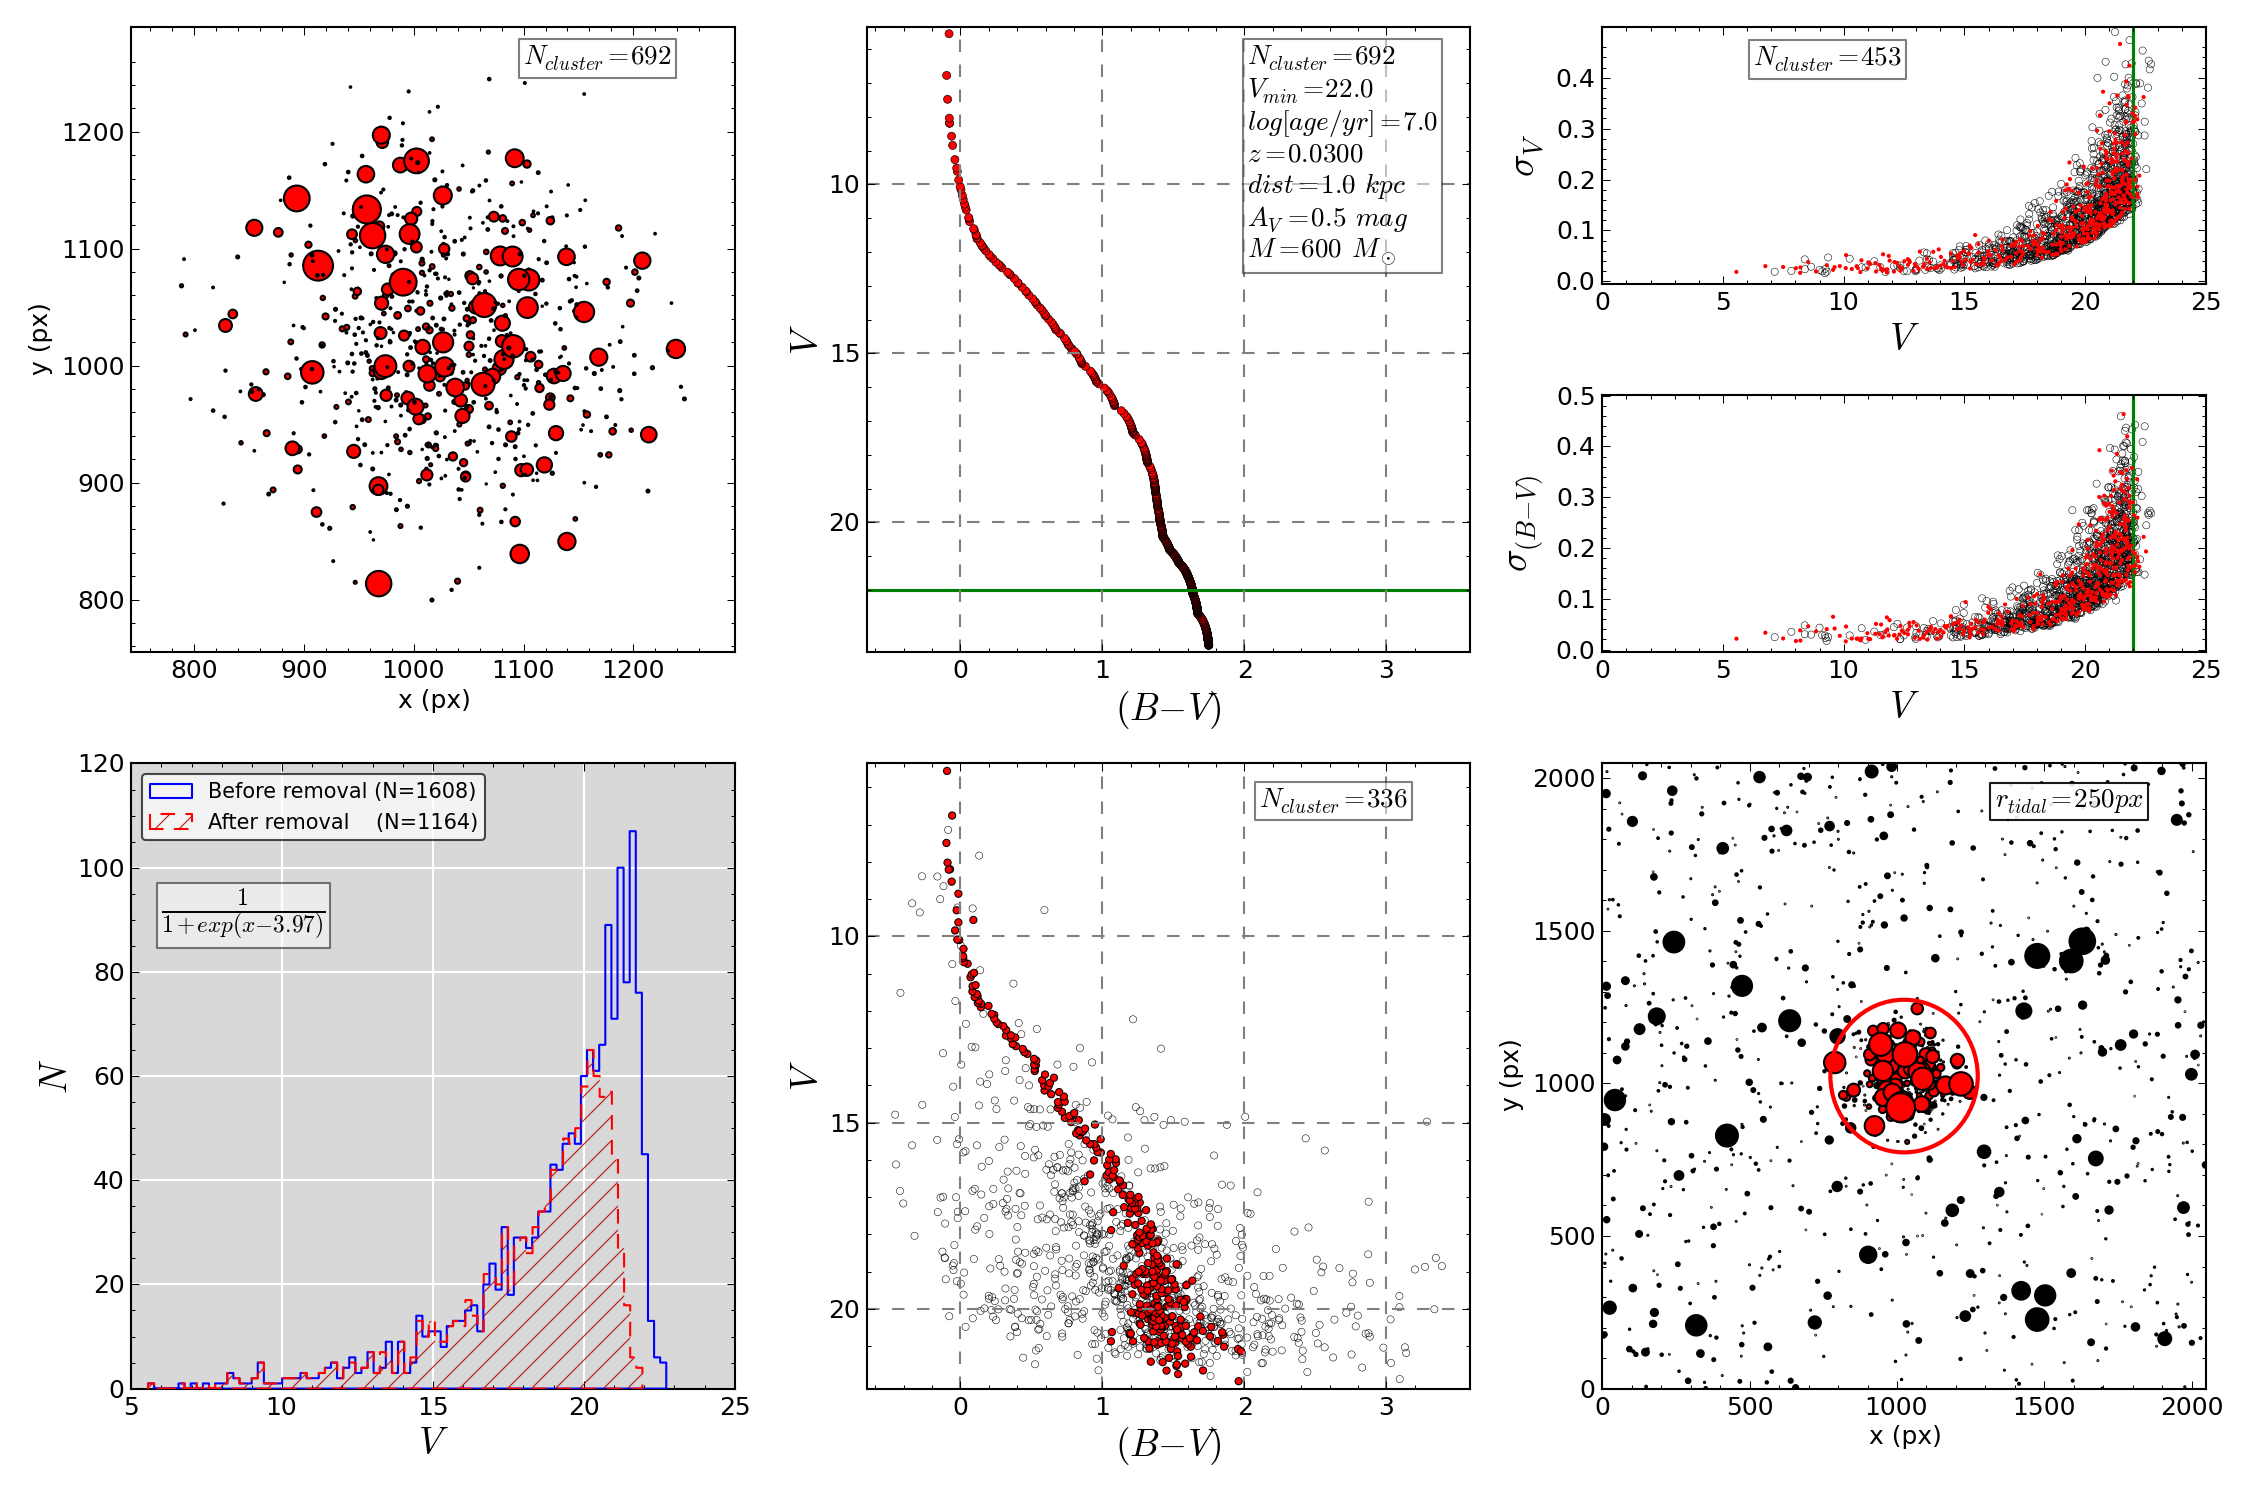 N_cluster=692
1200
1100
1000
900
800
y (px)
800 900 1000 1100 1200
x (px)
N_cluster=692
V_min=22.0
log[age/yr]=7.0
z=0.0300
dist=1.0 kpc
A_V=0.5 mag
M=600 M_⊙
10
15
20
V
0 1 2 3
(B−V)
N_cluster=453
0.4
0.3
0.2
0.1
0.0
σ_V
0 5 10 15 20 25
V
0.5
0.4
0.3
0.2
0.1
0.0
σ_(B−V)
0 5 10 15 20 25
V
Before removal (N=1608)
After removal (N=1164)
1
1+exp(x−3.97)
120
100
80
60
40
20
0
N
5 10 15 20 25
V
N_cluster=336
10
15
20
V
0 1 2 3
(B−V)
r_tidal=250px
2000
1500
1000
500
0
y (px)
0 500 1000 1500 2000
x (px)